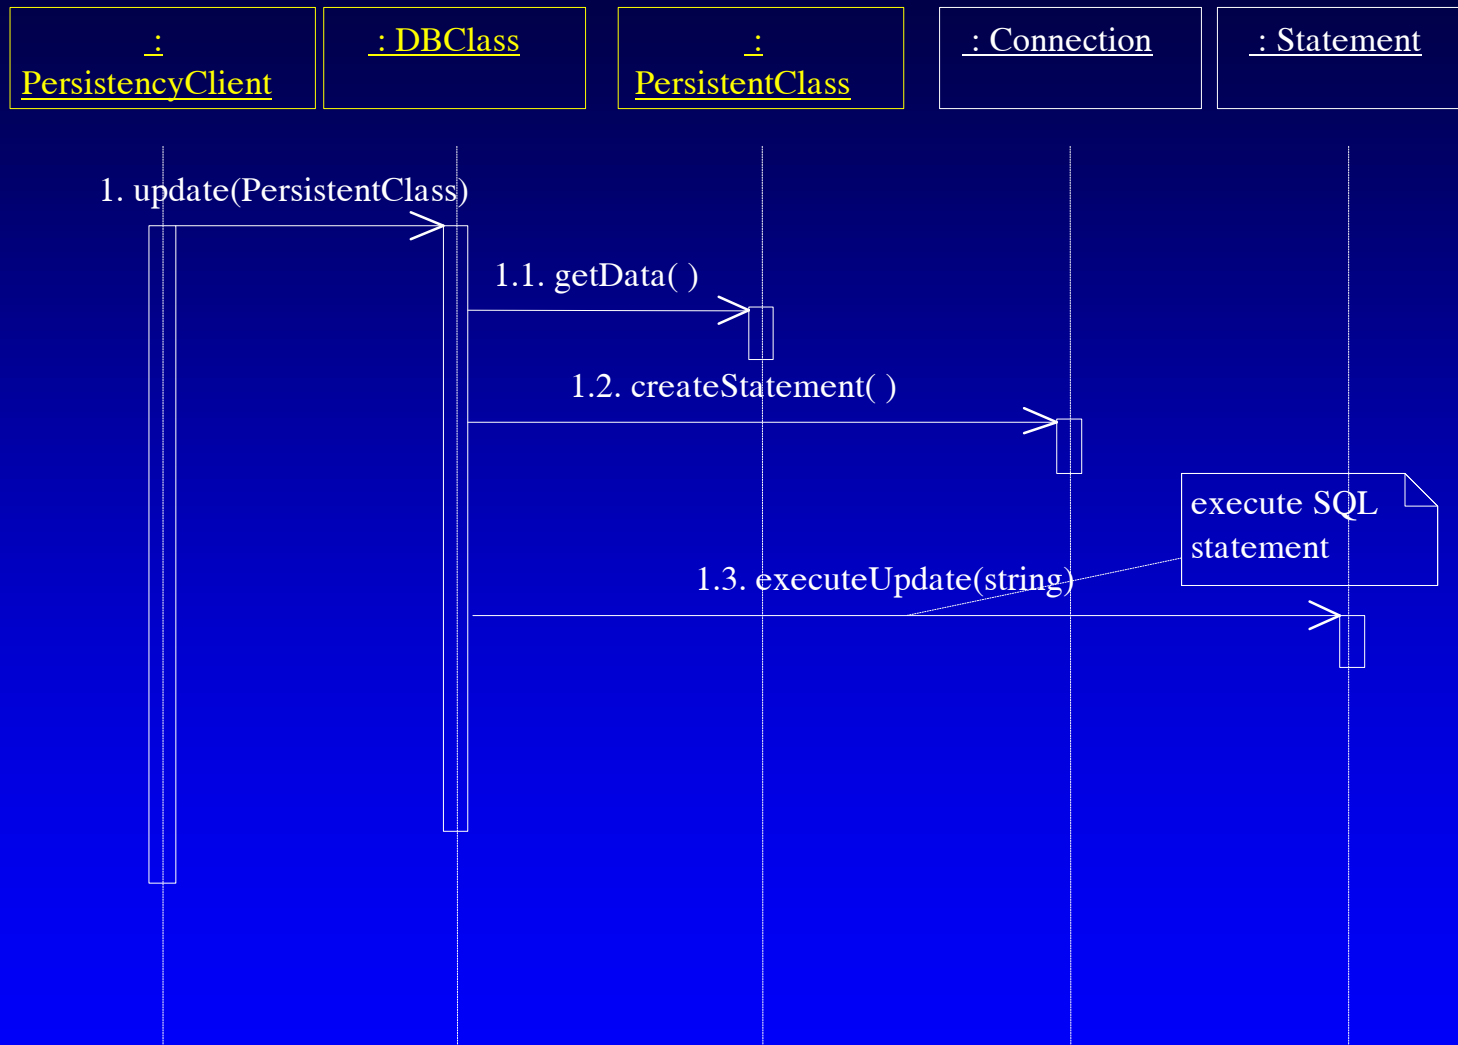 :
PersistencyClient
: DBClass
:
PersistentClass
: Connection
: Statement
1. update(PersistentClass)
1.1. getData( )
1.2. createStatement( )
execute SQL
statement
1.3. executeUpdate(string)